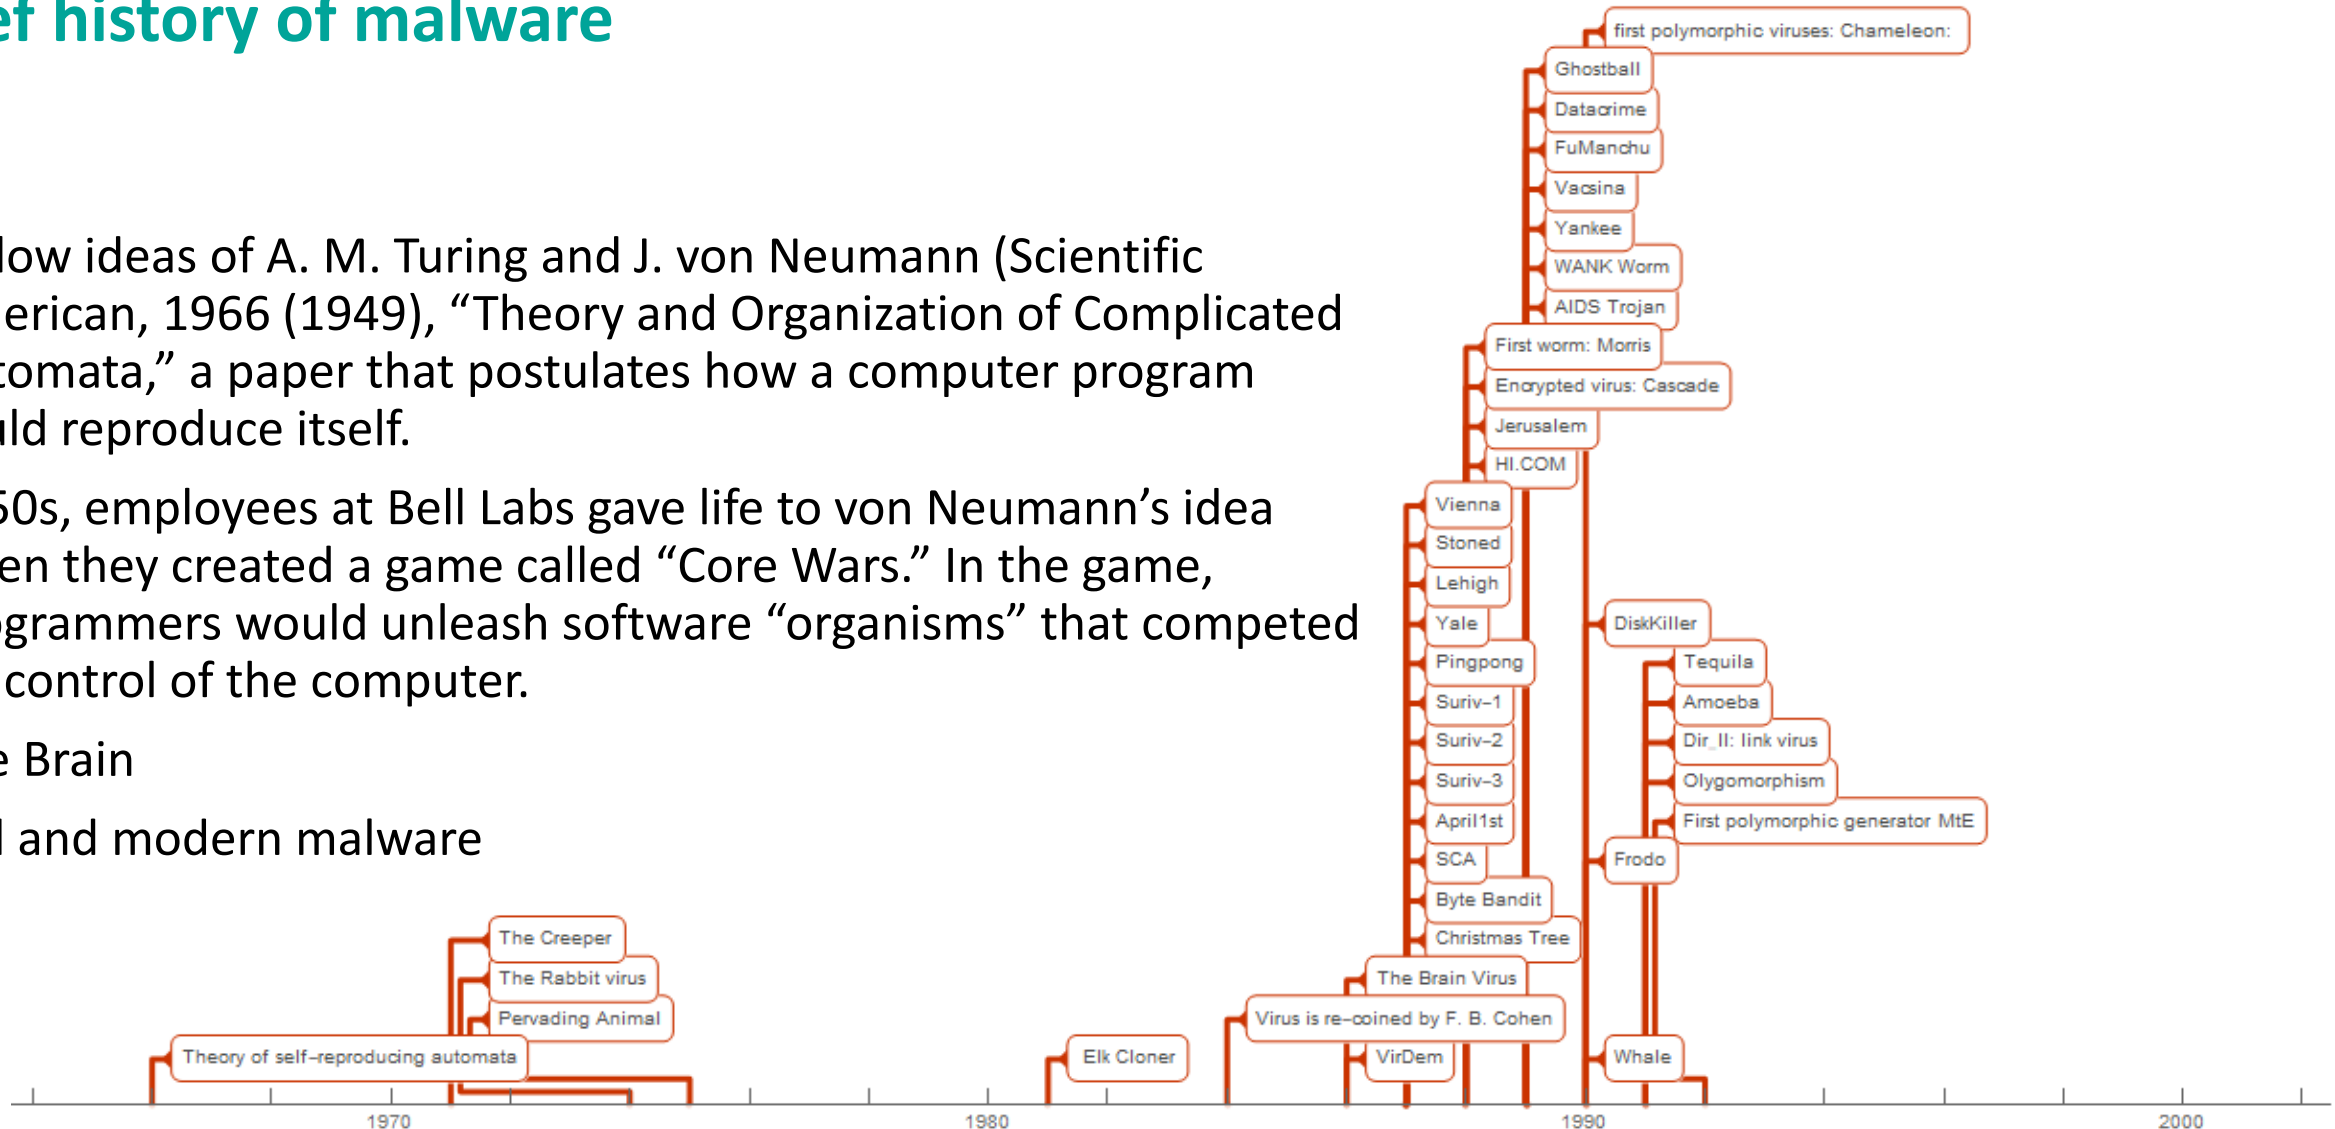 ef history of malware
low ideas of A. M. Turing and J. von Neumann (Scientific
erican, 1966 (1949), “Theory and Organization of Complicated
tomata,” a paper that postulates how a computer program
uld reproduce itself.
50s, employees at Bell Labs gave life to von Neumann’s idea
en they created a game called “Core Wars.” In the game,
grammers would unleash software “organisms” that competed
control of the computer.
e Brain
and modern malware
first polymorphic viruses: Chameleon:
Ghostball
Datacrime
FuManchu
Vacsina
Yankee
WANK Worm
AIDS Trojan
First worm: Morris
Encrypted virus: Cascade
Jerusalem
HI.COM
Vienna
Stoned
Lehigh
Yale
Pingpong
Suriv-1
Suriv-2
Suriv-3
April1st
SCA
Byte Bandit
Christmas Tree
The Brain Virus
Virus is re-coined by F. B. Cohen
VirDem
DiskKiller
Tequila
Amoeba
Dir_II: link virus
Olygomorphism
First polymorphic generator MtE
Frodo
Whale
The Creeper
The Rabbit virus
Pervading Animal
Theory of self-reproducing automata
Elk Cloner
1970
1980
1990
2000